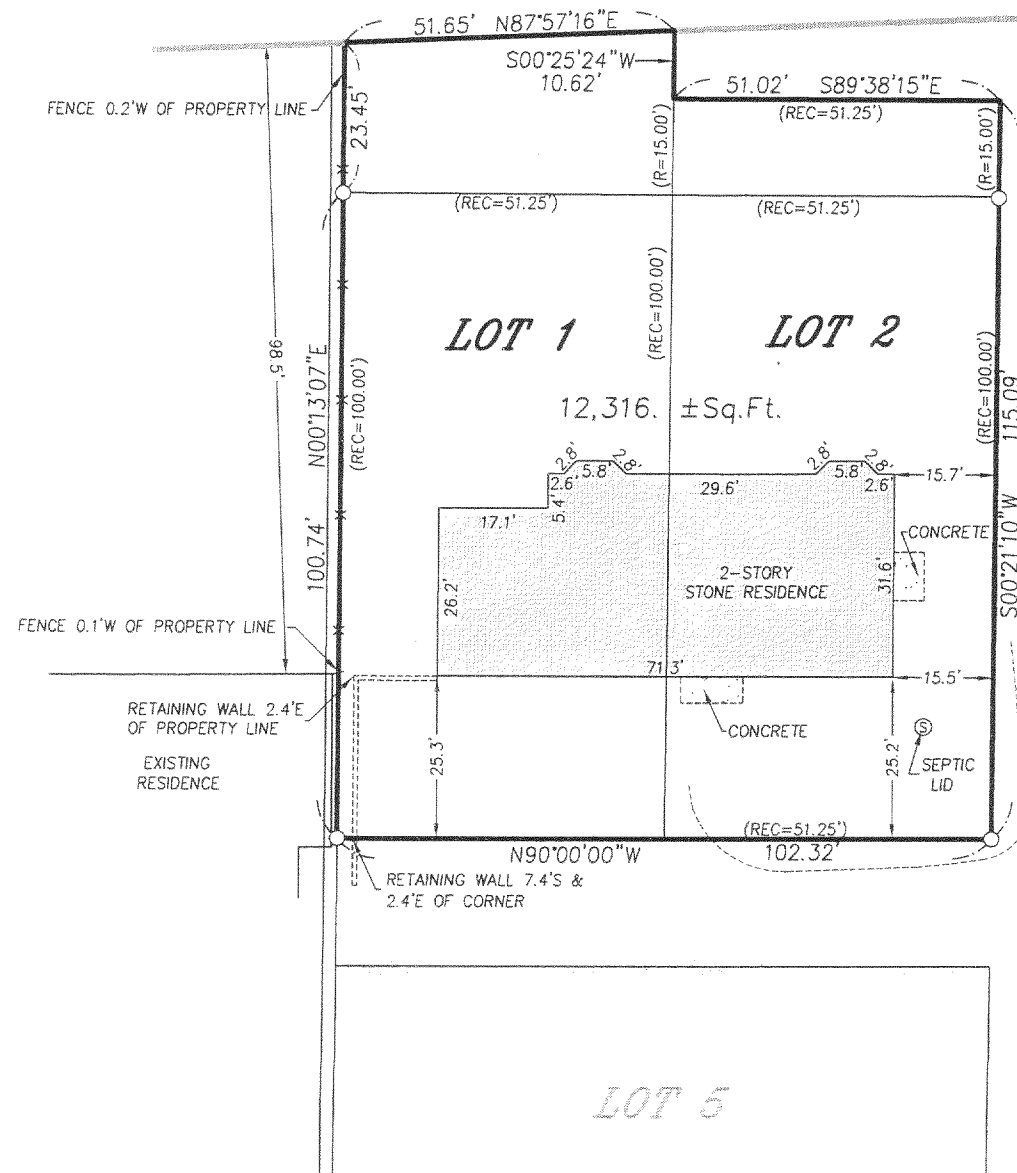 51.65' N87°57'16"E
S00°25'24"W
10.62'
51.02' S89°38'15"E
(REC=51.25')
FENCE 0.2'W OF PROPERTY LINE
23.45'
(R=15.00')
(R=15.00')
(REC=51.25')
(REC=51.25')
98.5'
N00°13'07"E
100.74'
(REC=100.00')
(REC=100.00')
(REC=100.00')
LOT 1
LOT 2
115.09'
S00°21'10"W
12,316. ±Sq.Ft.
2.8'
5.8'
2.8'
2.6'
2.8'
5.8'
2.8'
2.6'
29.6'
15.7'
17.1'
5.4'
CONCRETE
2-STORY
STONE RESIDENCE
31.6'
26.2'
FENCE 0.1'W OF PROPERTY LINE
71.3'
15.5'
RETAINING WALL 2.4'E
OF PROPERTY LINE
CONCRETE
25.3'
25.2'
S
SEPTIC
LID
EXISTING
RESIDENCE
(REC=51.25')
N90°00'00"W 102.32'
RETAINING WALL 7.4'S &
2.4'E OF CORNER
LOT 5